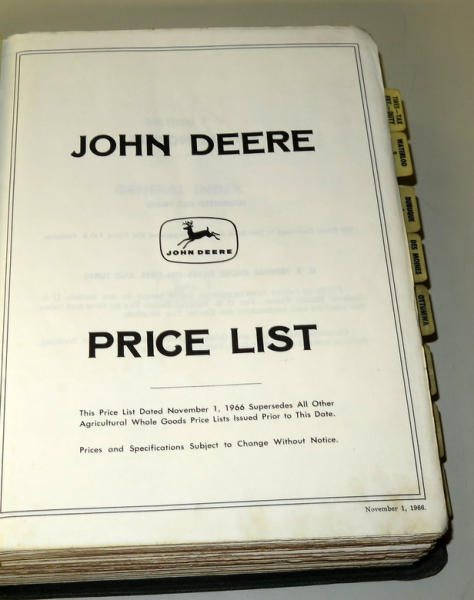 JOHN DEERE
JOHN DEERE
PRICE LIST
This Price List Dated November 1, 1966 Supersedes All Other
Agricultural Whole Goods Price Lists Issued Prior to This Date.
Prices and Specifications Subject to Change Without Notice.
November 1, 1966.
WATERLOO
DUBUQUE
DES MOINES
OTTUMWA